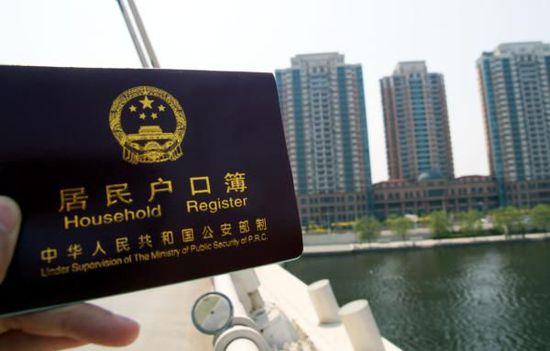 居民户口簿
Household Register
中华人民共和国公安部制
Under Supervision of The Ministry of Public Security of P.R.C.